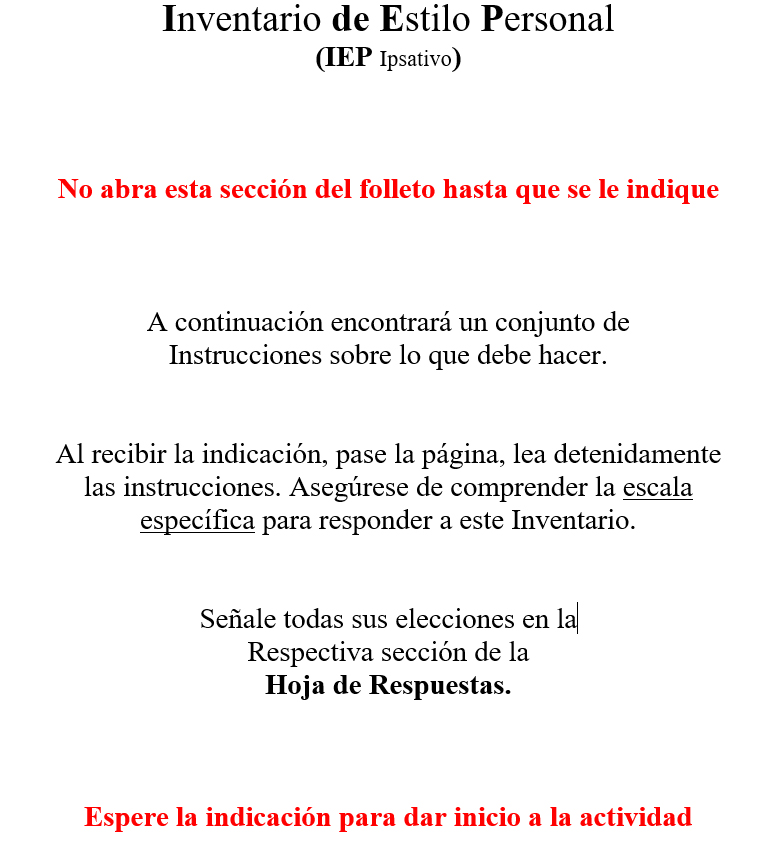 Inventario de Estilo Personal
(IEP Ipsativo)
No abra esta sección del folleto hasta que se le indique
A continuación encontrará un conjunto de
Instrucciones sobre lo que debe hacer.
Al recibir la indicación, pase la página, lea detenidamente
las instrucciones. Asegúrese de comprender la escala
específica para responder a este Inventario.
Señale todas sus elecciones en la
Respectiva sección de la
Hoja de Respuestas.
Espere la indicación para dar inicio a la actividad